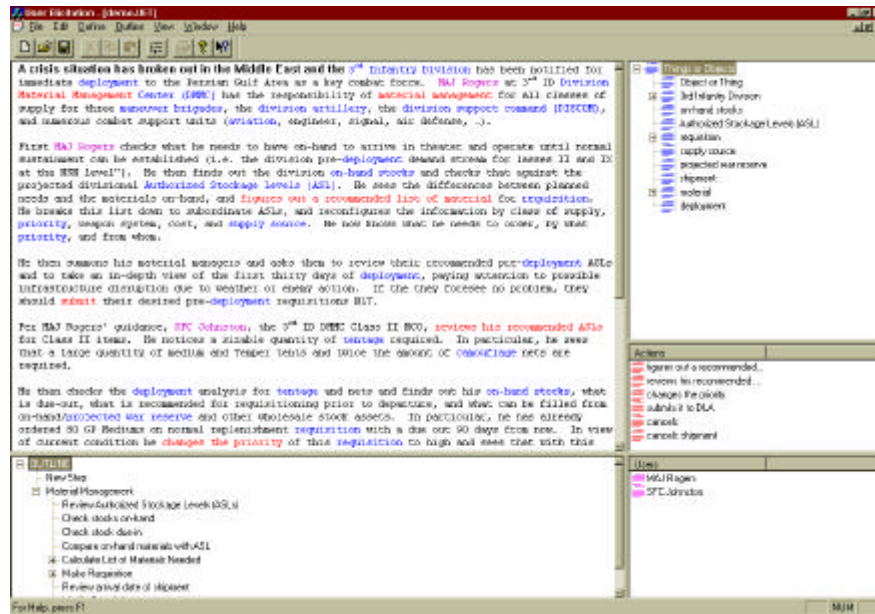 User Elicitation - [demo.UET]
File Edit Define Outline View Window Help
A crisis situation has broken out in the Middle East and the 3rd Infantry Division has been notified for
immediate deployment to the Persian Gulf Area as a key combat force. MAJ Rogers at 3rd ID Division
Material Management Center (DMMC) has the responsibility of material management for all classes of
supply for three maneuver brigades, the division artillery, the division support command (DISCOM),
and numerous combat support units (aviation, engineer, signal, air defense, …).
First MAJ Rogers checks what he needs to have on-hand to arrive in theater and operate until normal
sustainment can be established (i.e. the division pre-deployment demand stream for classes II and IX
at the NSN level"). He then finds out the division on-hand stocks and checks that against the
projected divisional Authorized Stockage levels (ASL). He sees the differences between planned
needs and the materials on-hand, and figures out a recommended list of material for requisition.
He breaks this list down to subordinate ASLs, and reconfigures the information by class of supply,
priority, weapon system, cost, and supply source. He now knows what he needs to order, by what
priority, and from whom.
He then summons his material managers and asks them to review their recommended pre-deployment ASLs
and to take an in-depth view of the first thirty days of deployment, paying attention to possible
infrastructure disruption due to weather or enemy action. If the they foresee no problem, they
should submit their desired pre-deployment requisitions NLT.
Per MAJ Rogers' guidance, SFC Johnston, the 3rd ID DMMC Class II NCO, reviews his recommended ASLs
for Class II items. He notices a sizable quantity of tentage required. In particular, he sees
that a large quantity of medium and Temper tents and twice the amount of camouflage nets are
required.
He then checks the deployment analysis for tentage and nets and finds out his on-hand stocks, what
is due-out, what is recommended for requisitioning prior to departure, and what can be filled from
on-hand/projected war reserve and other wholesale stock assets. In particular, he has already
ordered 80 GP Mediums on normal replenishment requisition with a due out 90 days from now. In view
of current condition he changes the priority of this requisition to high and sees that with this
Things or Objects
Object or Thing
3rd Infantry Division
on-hand stocks
Authorized Stockage Levels (ASL)
requisition
supply source
projected war reserve
shipment
material
deployment
Actions
figures out a recommended...
reviews his recommended...
changes the priority
submits it to DLA
cancels
cancels shipment
OUTLINE
New Step
Material Management
Review Authorized Stockage Levels (ASLs)
Check stocks on-hand
Check stock due-in
Compare on-hand materials with ASL
Calculate List of Materials Needed
Make Requisition
Review arrival date of shipment
Users
MAJ Rogers
SFC Johnston
For Help, press F1
NUM